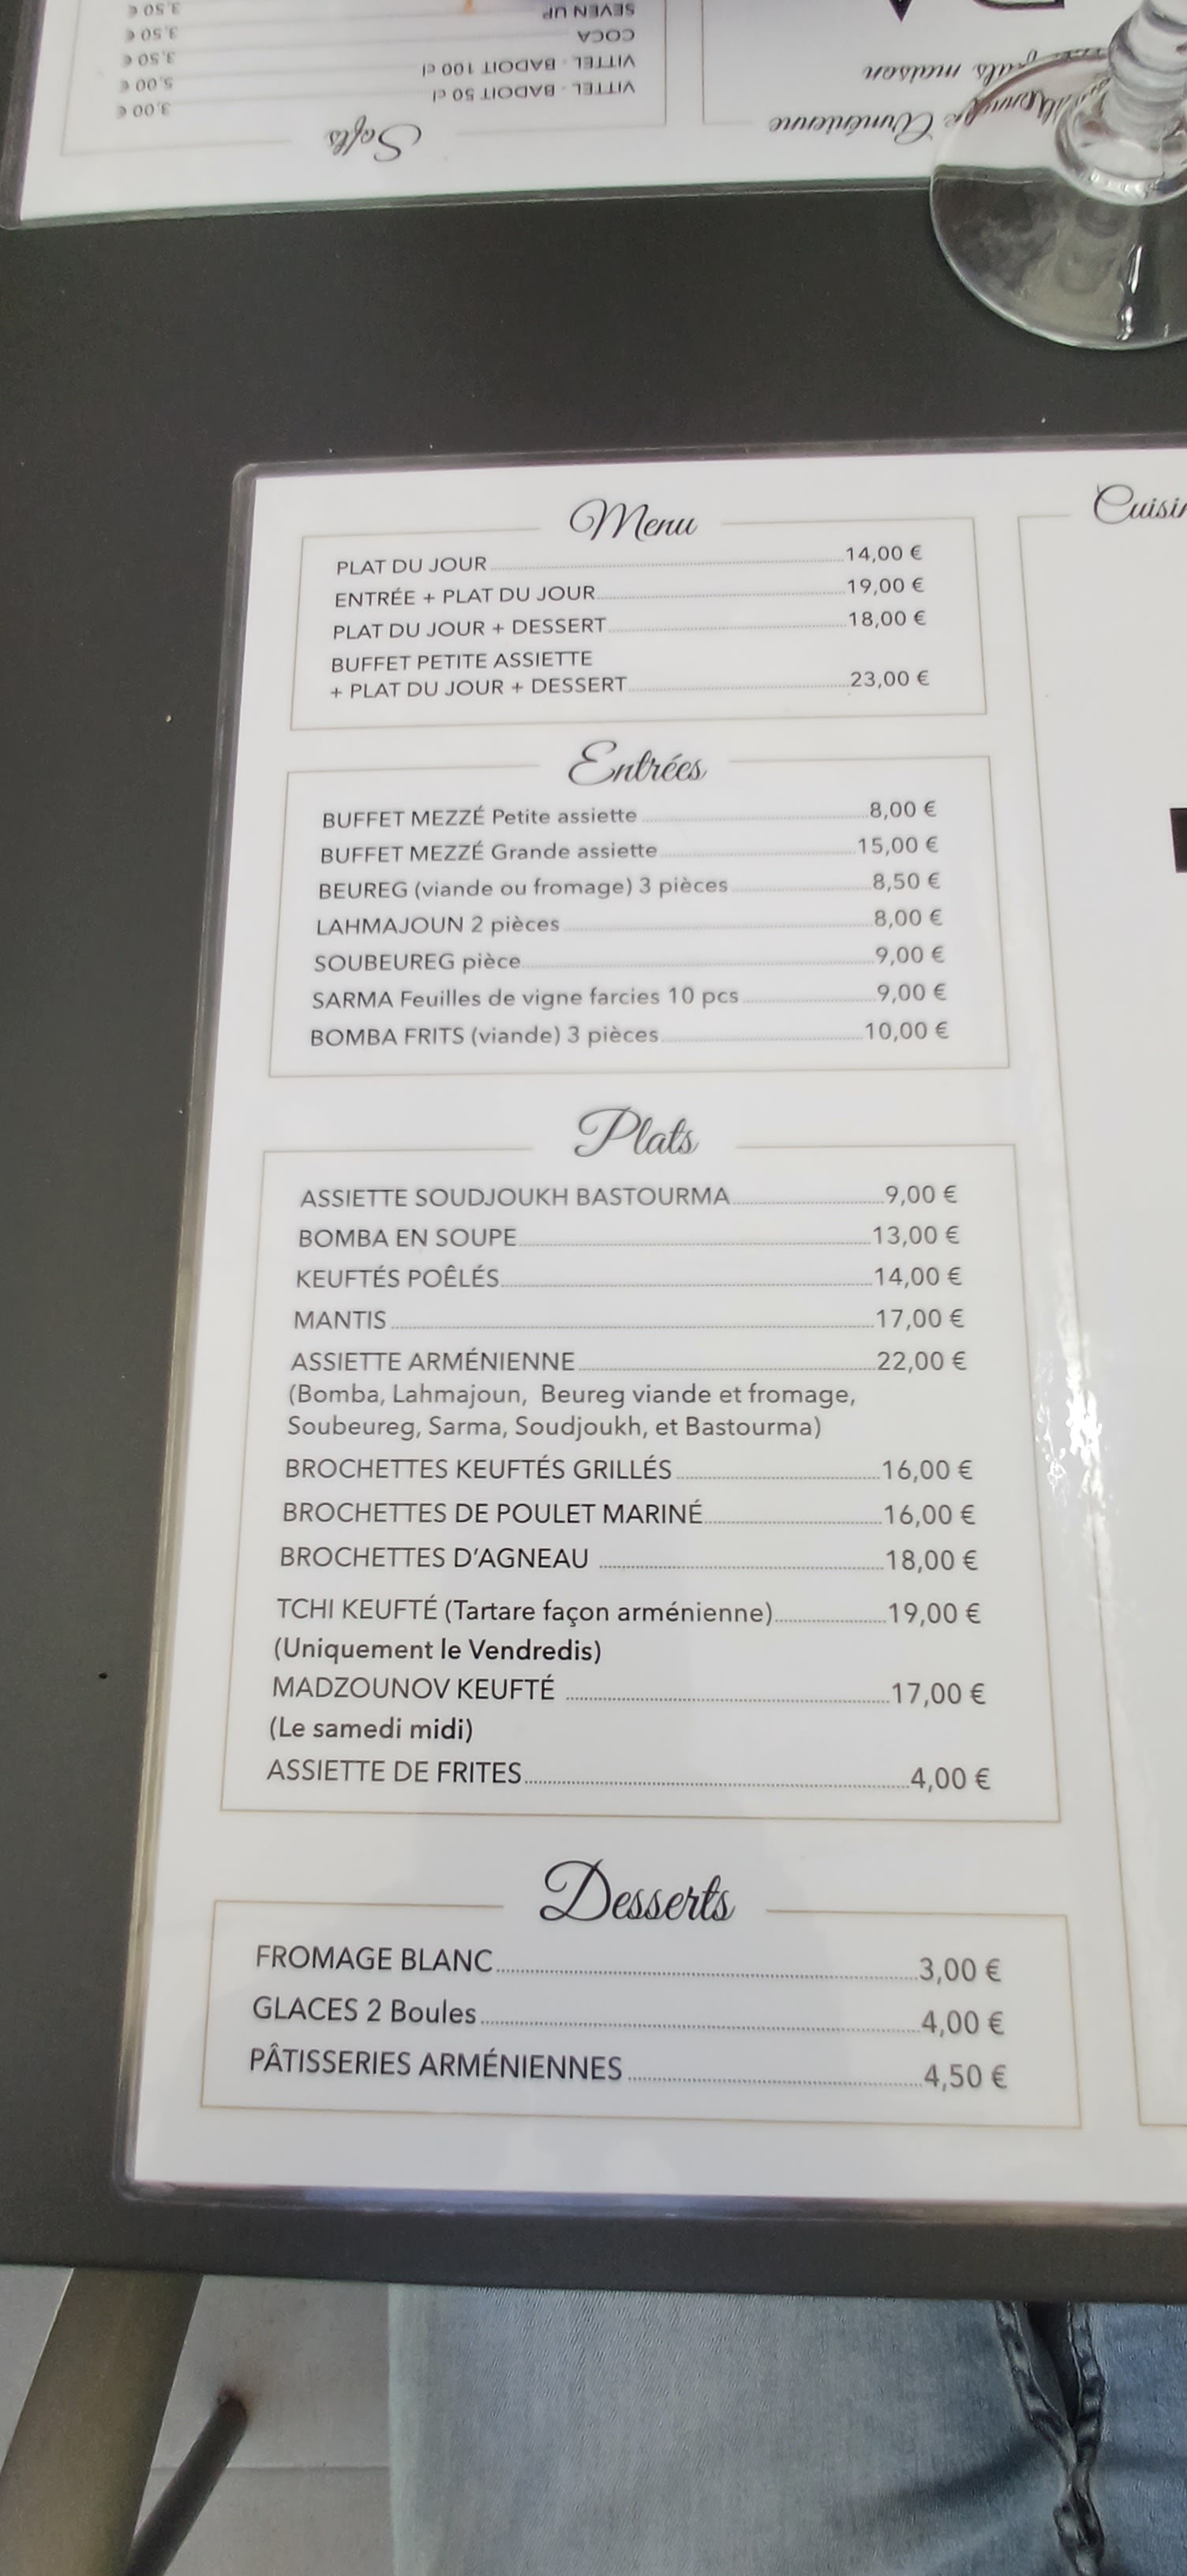 Softs
VITTEL - BADOIT 50 cl 3,00 €
VITTEL - BADOIT 100 cl 5,00 €
COCA 3,50 €
SEVEN UP 3,50 €
3,50 €
Arménienne
plats maison
Menu
PLAT DU JOUR 14,00 €
ENTRÉE + PLAT DU JOUR 19,00 €
PLAT DU JOUR + DESSERT 18,00 €
BUFFET PETITE ASSIETTE
+ PLAT DU JOUR + DESSERT 23,00 €
Entrées
BUFFET MEZZÉ Petite assiette 8,00 €
BUFFET MEZZÉ Grande assiette 15,00 €
BEUREG (viande ou fromage) 3 pièces 8,50 €
LAHMAJOUN 2 pièces 8,00 €
SOUBEUREG pièce 9,00 €
SARMA Feuilles de vigne farcies 10 pcs 9,00 €
BOMBA FRITS (viande) 3 pièces 10,00 €
Plats
ASSIETTE SOUDJOUKH BASTOURMA 9,00 €
BOMBA EN SOUPE 13,00 €
KEUFTÉS POÊLÉS 14,00 €
MANTIS 17,00 €
ASSIETTE ARMÉNIENNE 22,00 €
(Bomba, Lahmajoun, Beureg viande et fromage,
Soubeureg, Sarma, Soudjoukh, et Bastourma)
BROCHETTES KEUFTÉS GRILLÉS 16,00 €
BROCHETTES DE POULET MARINÉ 16,00 €
BROCHETTES D'AGNEAU 18,00 €
TCHI KEUFTÉ (Tartare façon arménienne) 19,00 €
(Uniquement le Vendredis)
MADZOUNOV KEUFTÉ 17,00 €
(Le samedi midi)
ASSIETTE DE FRITES 4,00 €
Desserts
FROMAGE BLANC 3,00 €
GLACES 2 Boules 4,00 €
PÂTISSERIES ARMÉNIENNES 4,50 €
Cuisin